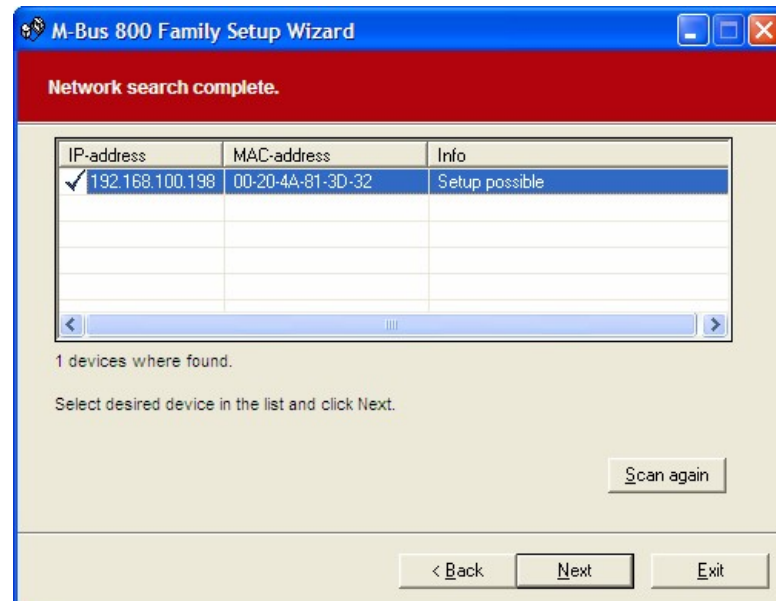 M-Bus 800 Family Setup Wizard
Network search complete.
IP-address MAC-address Info
192.168.100.198 00-20-4A-81-3D-32 Setup possible
1 devices where found.
Select desired device in the list and click Next.
Scan again
< Back Next Exit